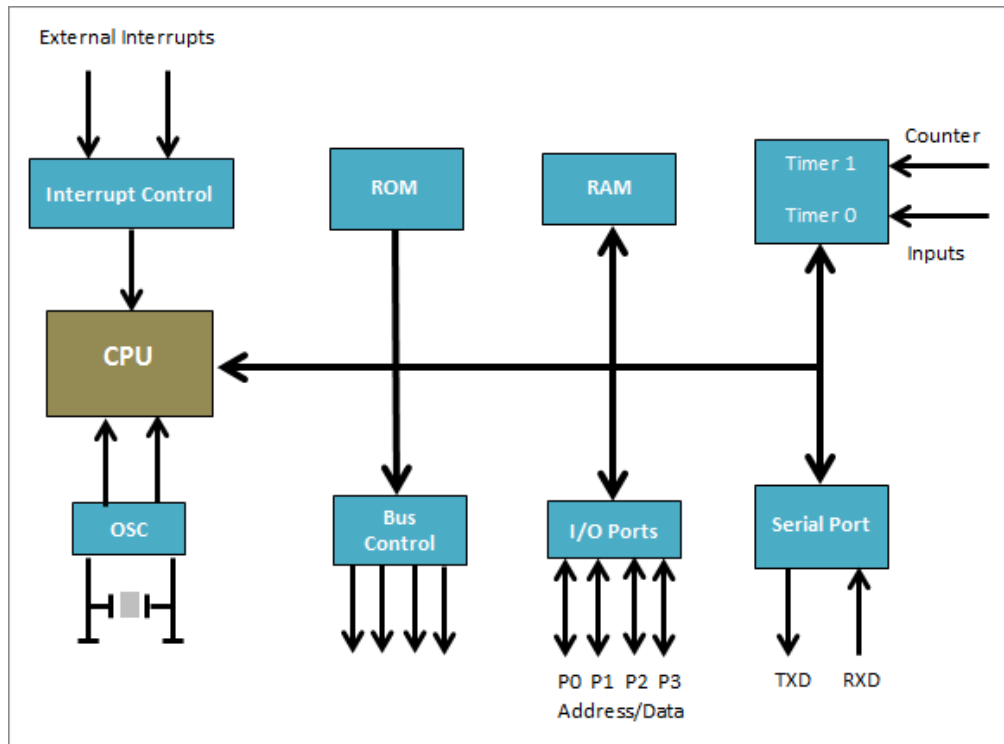 External Interrupts
Interrupt Control
ROM
RAM
Timer 1
Timer 0
Counter
Inputs
CPU
OSC
Bus
Control
I/O Ports
Serial Port
P0 P1 P2 P3
Address/Data
TXD
RXD